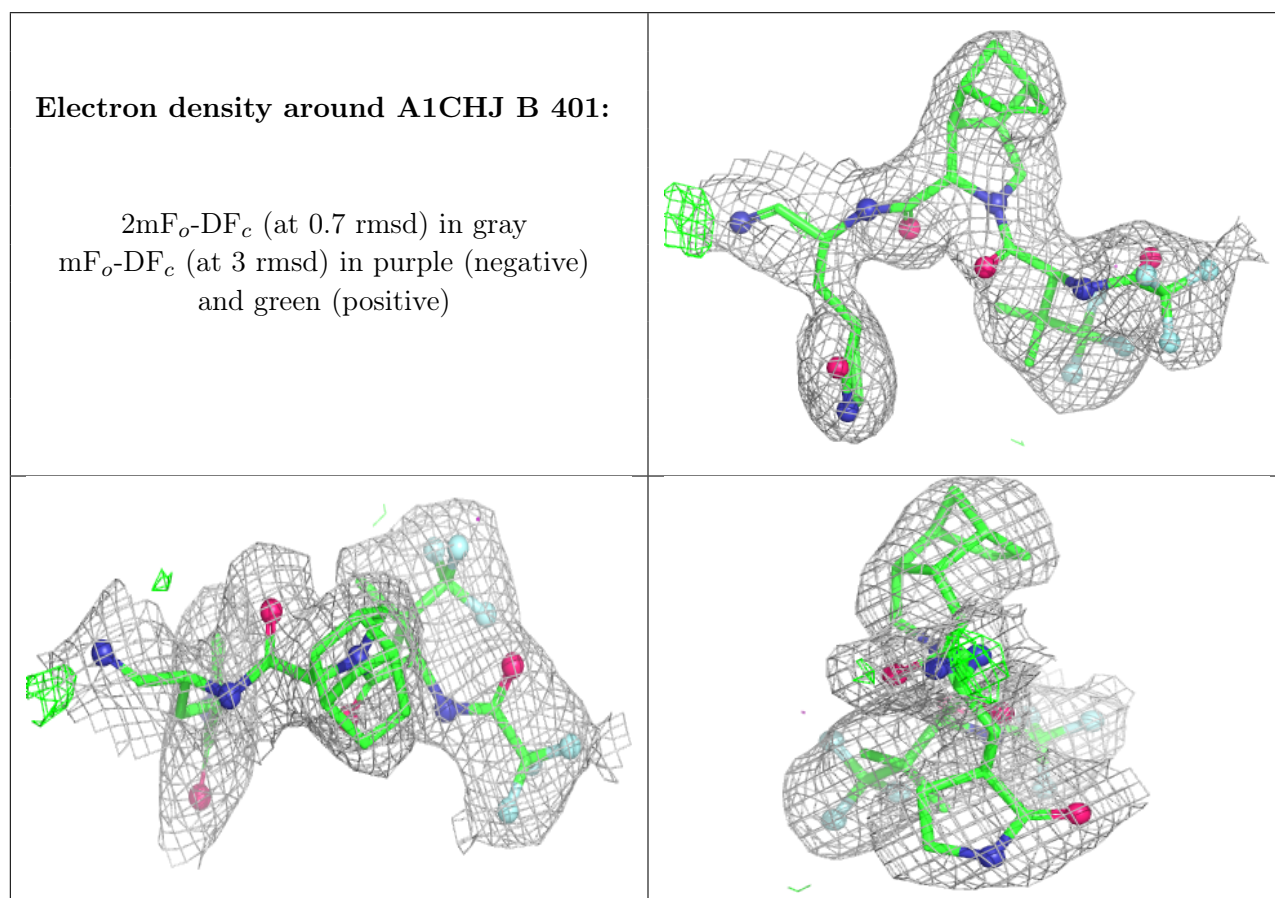 Electron density around A1CHJ B 401:
2mFo-DFc (at 0.7 rmsd) in gray
mFo-DFc (at 3 rmsd) in purple (negative)
and green (positive)